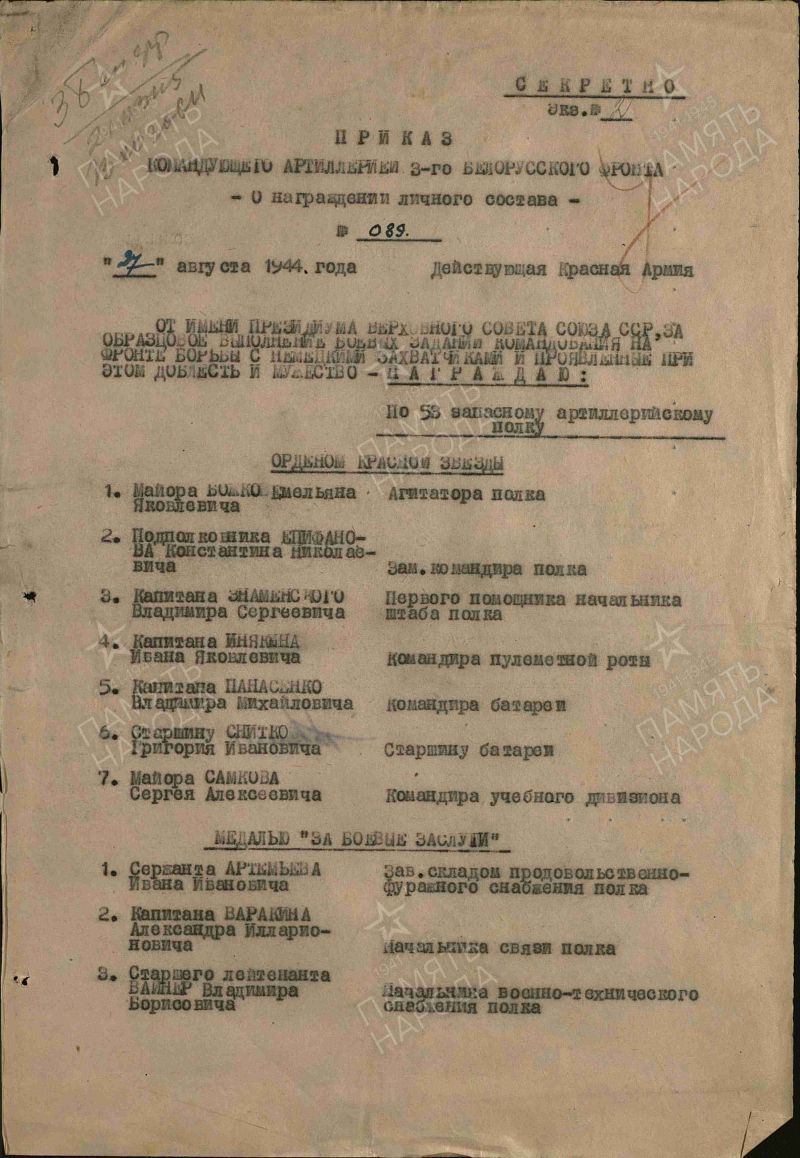 СЕКРЕТНО
Экз.№ 2
ПРИКАЗ
КОМАНДУЮЩЕГО АРТИЛЛЕРИЕЙ 3-го БЕЛОРУССКОГО ФРОНТА
- О награждении личного состава -
№ 089.
"27" августа 1944. года Действующая Красная Армия
ОТ ИМЕНИ ПРЕЗИДИУМА ВЕРХОВНОГО СОВЕТА СОЮЗА ССР, ЗА
ОБРАЗЦОВОЕ ВЫПОЛНЕНИЕ БОЕВЫХ ЗАДАНИЙ КОМАНДОВАНИЯ НА
ФРОНТЕ БОРЬБЫ С НЕМЕЦКИМИ ЗАХВАТЧИКАМИ И ПРОЯВЛЕННЫЕ ПРИ
ЭТОМ ДОБЛЕСТЬ И МУЖЕСТВО - НАГРАЖДАЮ:
По 53 запасному артиллерийскому
полку
ОРДЕНОМ КРАСНОЙ ЗВЕЗДЫ
1. Майора БОЖКО Емельяна Агитатора полка
Яковлевича
2. Подполковника ЕПИФАНО-
ВА Константина Николае-
вича Зам.командира полка
3. Капитана ЗНАМЕНСКОГО Первого помощника начальника
Владимира Сергеевича штаба полка
4. Капитана ИНЯКИНА
Ивана Яковлевича Командира пулеметной роты
5. Капитана ПАНАСЕНКО
Владимира Михайловича Командира батареи
6. Старшину СНИТКО
Григория Ивановича Старшину батареи
7. Майора САМКОВА
Сергея Алексеевича Командира учебного дивизиона
МЕДАЛЬЮ "ЗА БОЕВЫЕ ЗАСЛУГИ"
1. Сержанта АРТЕМЬЕВА Зав.складом продовольственно-
Ивана Ивановича фуражного снабжения полка
2. Капитана ВАРАКИНА
Александра Илларио-
новича Начальника связи полка
3. Старшего лейтенанта
ВАЙНЕР Владимира Начальника военно-технического
Борисовича снабжения полка
ПАМЯТЬ
НАРОДА